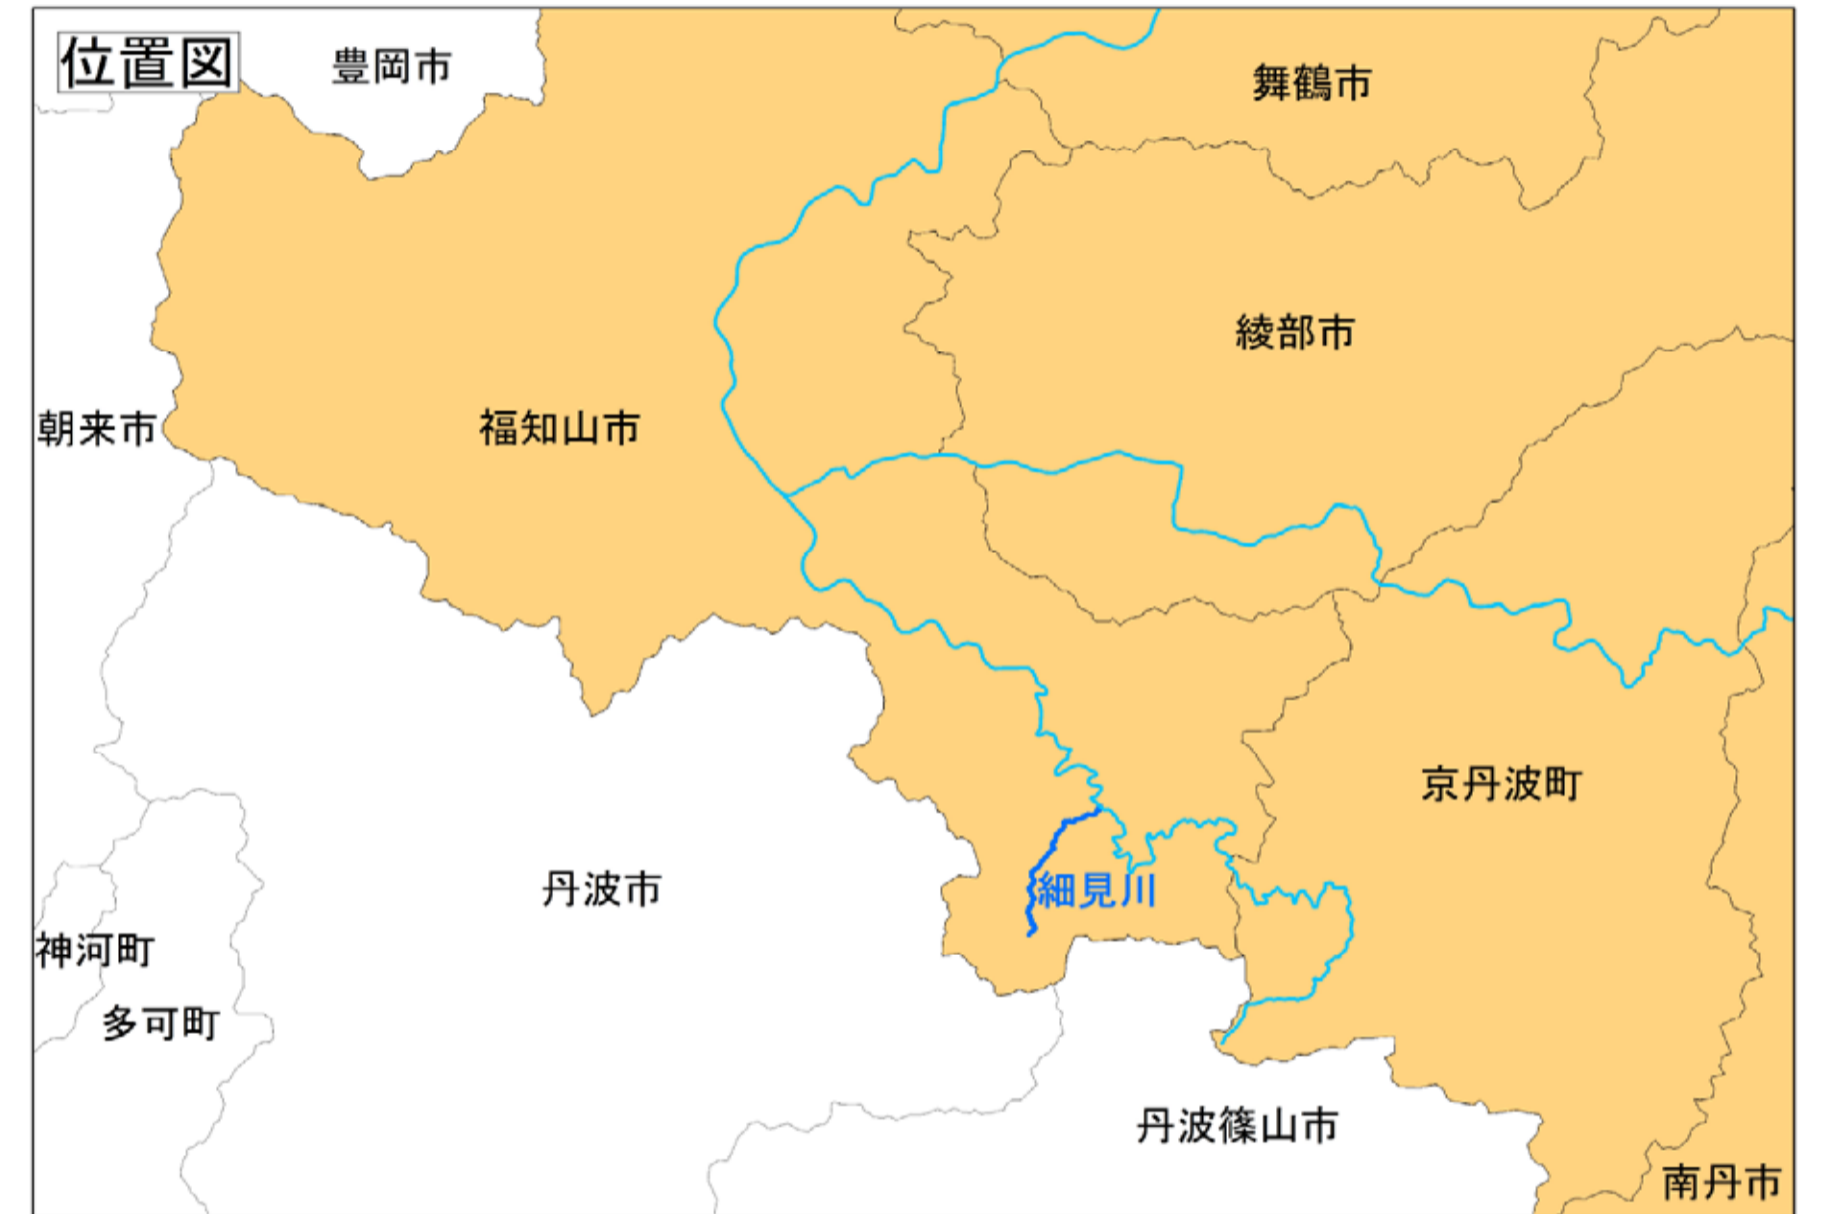 位置図
豊岡市
舞鶴市
綾部市
朝来市
福知山市
京丹波町
丹波市
細見川
神河町
多可町
丹波篠山市
南丹市